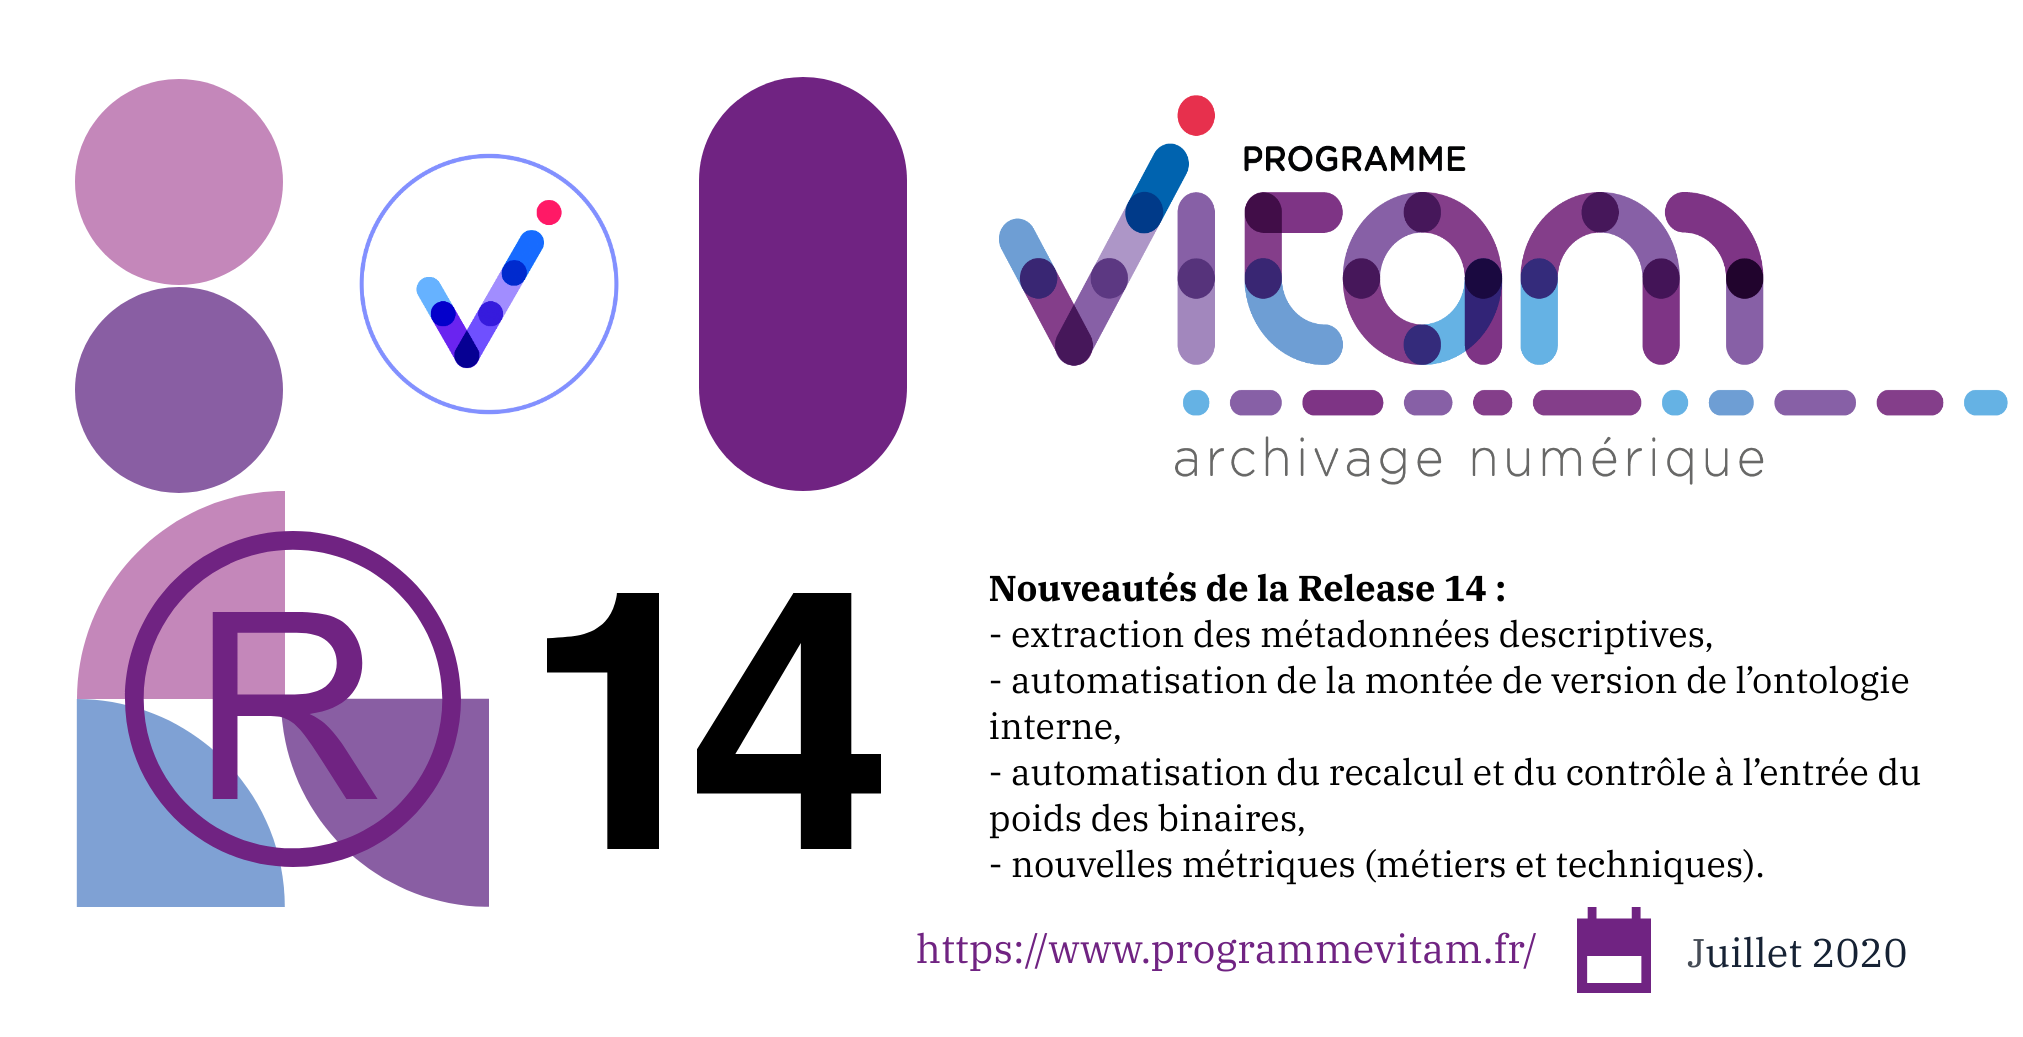 PROGRAMME
vitam
archivage numérique
R 14
Nouveautés de la Release 14 :
- extraction des métadonnées descriptives,
- automatisation de la montée de version de l’ontologie
interne,
- automatisation du recalcul et du contrôle à l’entrée du
poids des binaires,
- nouvelles métriques (métiers et techniques).
https://www.programmevitam.fr/
Juillet 2020